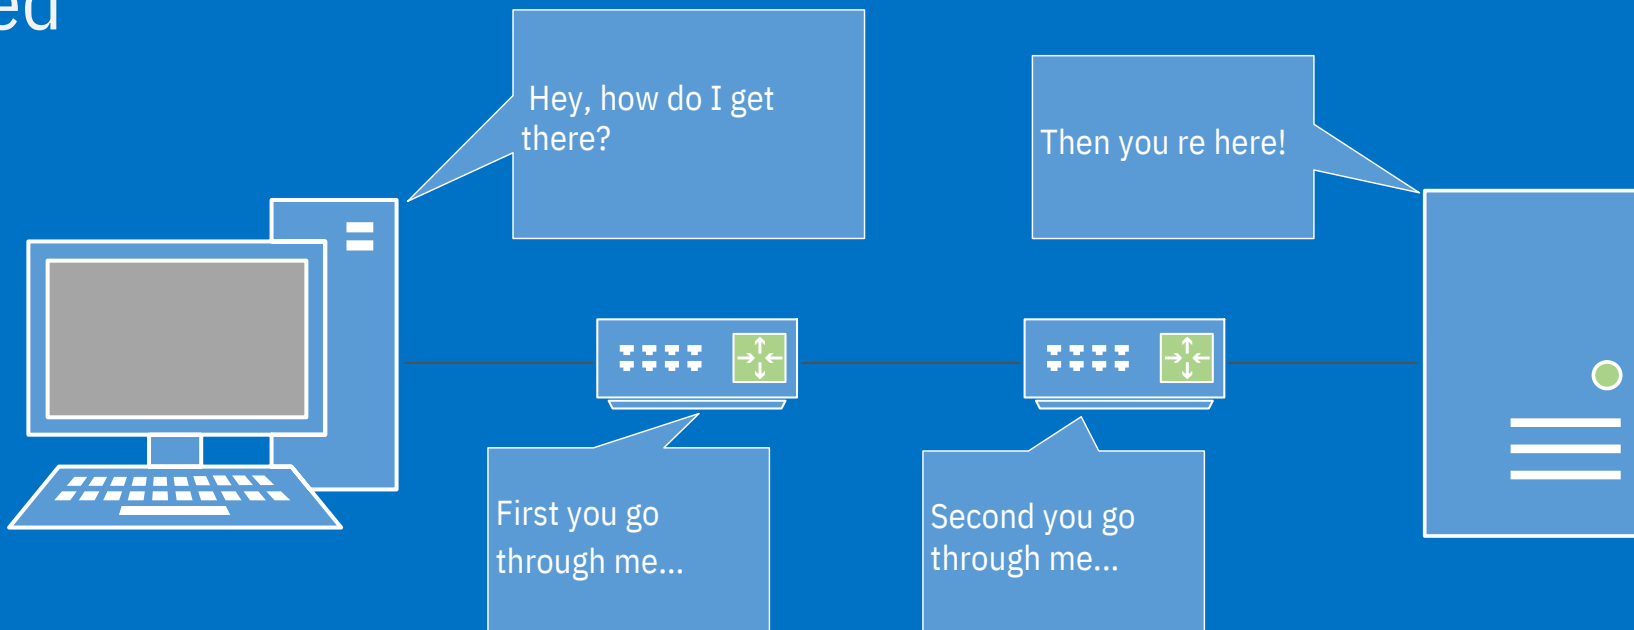 ed
Hey, how do I get
there?
Then you re here!
First you go
through me...
Second you go
through me...